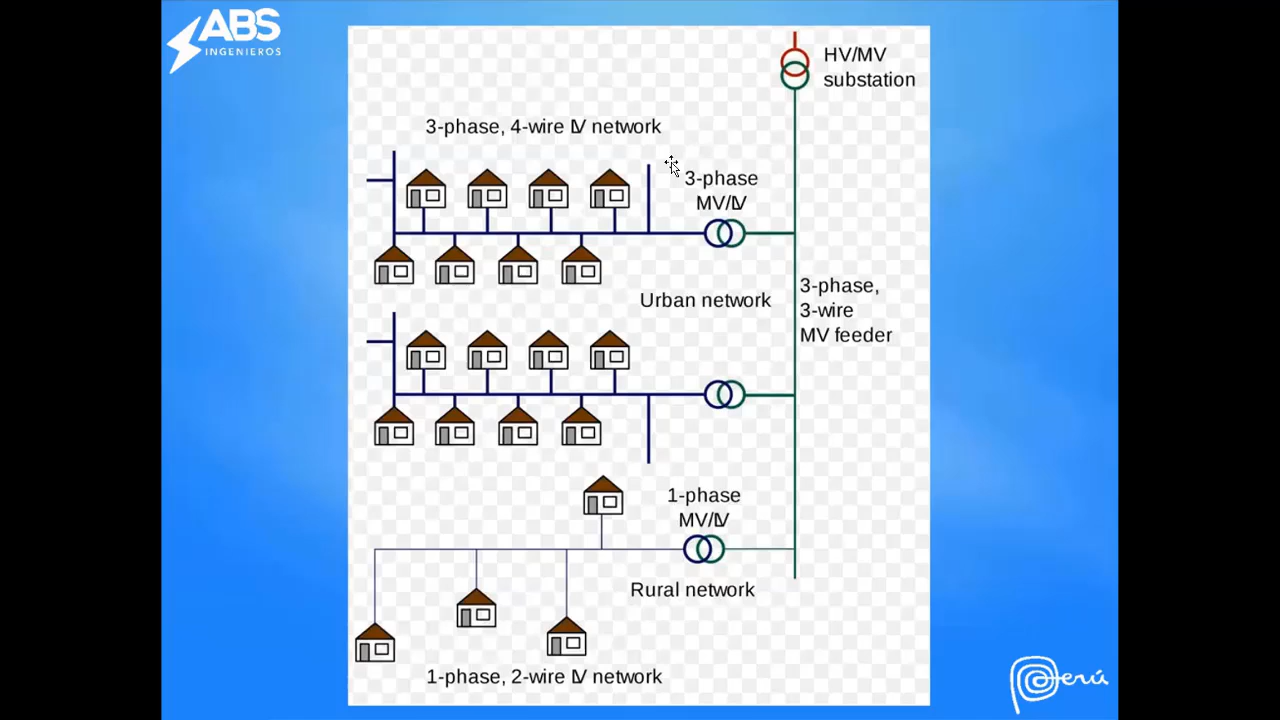 ABS
INGENIEROS
HV/MV
substation
3-phase, 4-wire LV network
3-phase
MV/LV
Urban network
3-phase,
3-wire
MV feeder
1-phase
MV/LV
Rural network
1-phase, 2-wire LV network
Perú